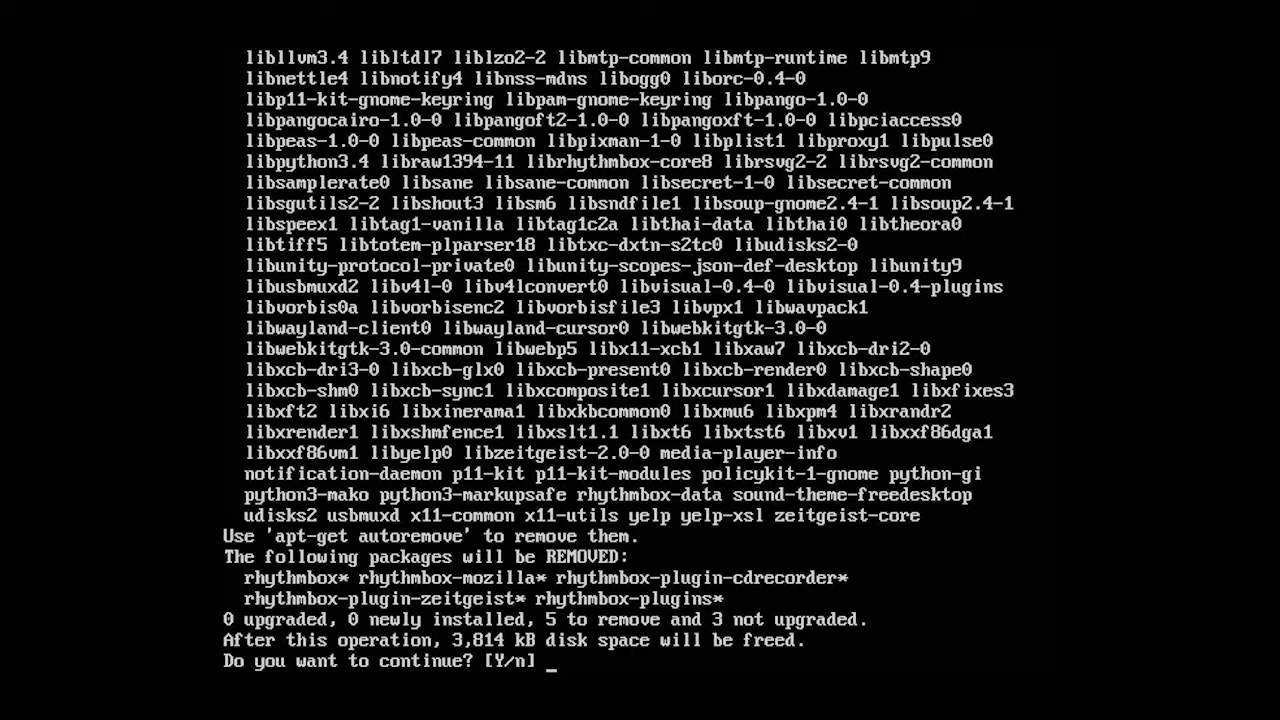 libllvm3.4 libltdl7 liblzo2-2 libmtp-common libmtp-runtime libmtp9
libnettle4 libnotify4 libnss-mdns libogg0 liborc-0.4-0
libp11-kit-gnome-keyring libpam-gnome-keyring libpango-1.0-0
libpangocairo-1.0-0 libpangoft2-1.0-0 libpangoxft-1.0-0 libpciaccess0
libpeas-1.0-0 libpeas-common libpixman-1-0 libplist1 libproxy1 libpulse0
libpython3.4 libraw1394-11 librhythmbox-core8 librsvg2-2 librsvg2-common
libsamplerate0 libsane libsane-common libsecret-1-0 libsecret-common
libsgutils2-2 libshout3 libsm6 libsndfile1 libsoup-gnome2.4-1 libsoup2.4-1
libspeex1 libtag1-vanilla libtag1c2a libthai-data libthai0 libtheora0
libtiff5 libtotem-plparser18 libtxc-dxtn-s2tc0 libudisks2-0
libunity-protocol-private0 libunity-scopes-json-def-desktop libunity9
libusbmuxd2 libv4l-0 libv4lconvert0 libvisual-0.4-0 libvisual-0.4-plugins
libvorbis0a libvorbisenc2 libvorbisfile3 libvpx1 libwavpack1
libwayland-client0 libwayland-cursor0 libwebkitgtk-3.0-0
libwebkitgtk-3.0-common libwebp5 libx11-xcb1 libxaw7 libxcb-dri2-0
libxcb-dri3-0 libxcb-glx0 libxcb-present0 libxcb-render0 libxcb-shape0
libxcb-shm0 libxcb-sync1 libxcomposite1 libxcursor1 libxdamage1 libxfixes3
libxft2 libxi6 libxinerama1 libxkbcommon0 libxmu6 libxpm4 libxrandr2
libxrender1 libxshmfence1 libxslt1.1 libxt6 libxtst6 libxv1 libxxf86dga1
libxxf86vm1 libyelp0 libzeitgeist-2.0-0 media-player-info
notification-daemon p11-kit p11-kit-modules policykit-1-gnome python-gi
python3-mako python3-markupsafe rhythmbox-data sound-theme-freedesktop
udisks2 usbmuxd x11-common x11-utils yelp yelp-xsl zeitgeist-core
Use 'apt-get autoremove' to remove them.
The following packages will be REMOVED:
rhythmbox* rhythmbox-mozilla* rhythmbox-plugin-cdrecorder*
rhythmbox-plugin-zeitgeist* rhythmbox-plugins*
0 upgraded, 0 newly installed, 5 to remove and 3 not upgraded.
After this operation, 3,814 kB disk space will be freed.
Do you want to continue? [Y/n] _